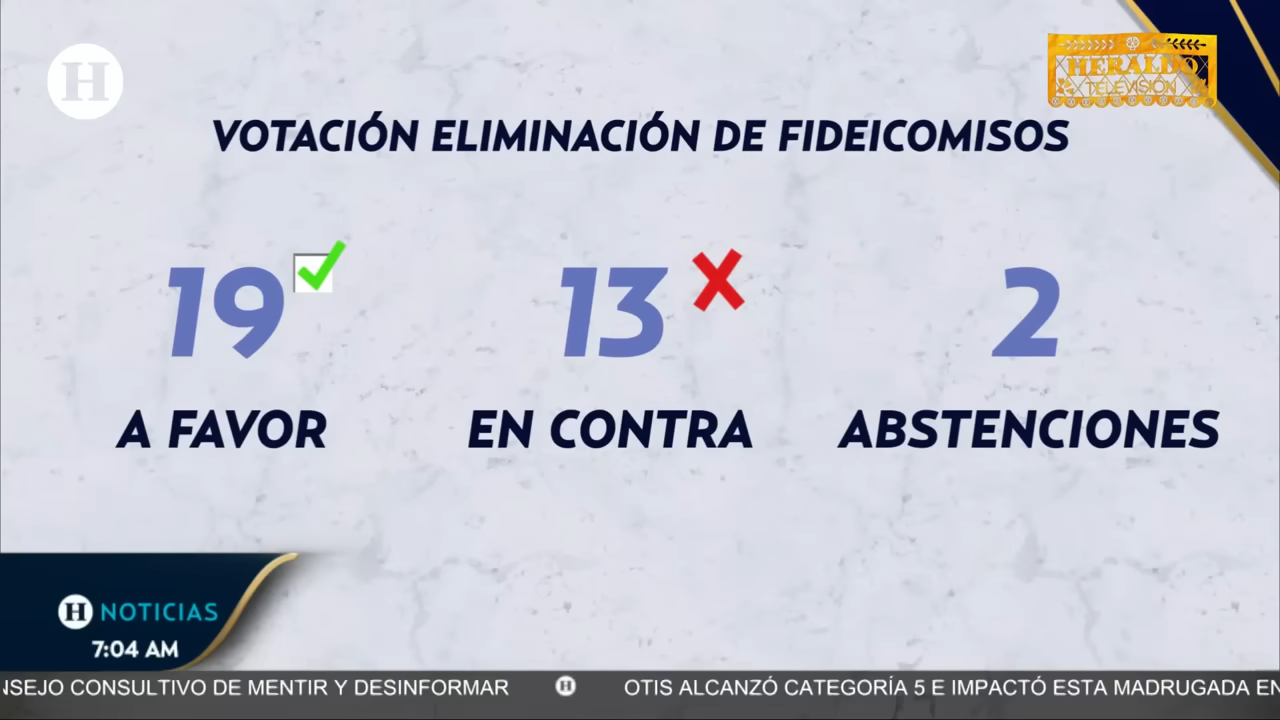 H
HERALDO
TELEVISIÓN
VOTACIÓN ELIMINACIÓN DE FIDEICOMISOS
19
13
2
A FAVOR
EN CONTRA
ABSTENCIONES
H NOTICIAS
7:04 AM
NSEJO CONSULTIVO DE MENTIR Y DESINFORMAR H OTIS ALCANZÓ CATEGORÍA 5 E IMPACTÓ ESTA MADRUGADA EN